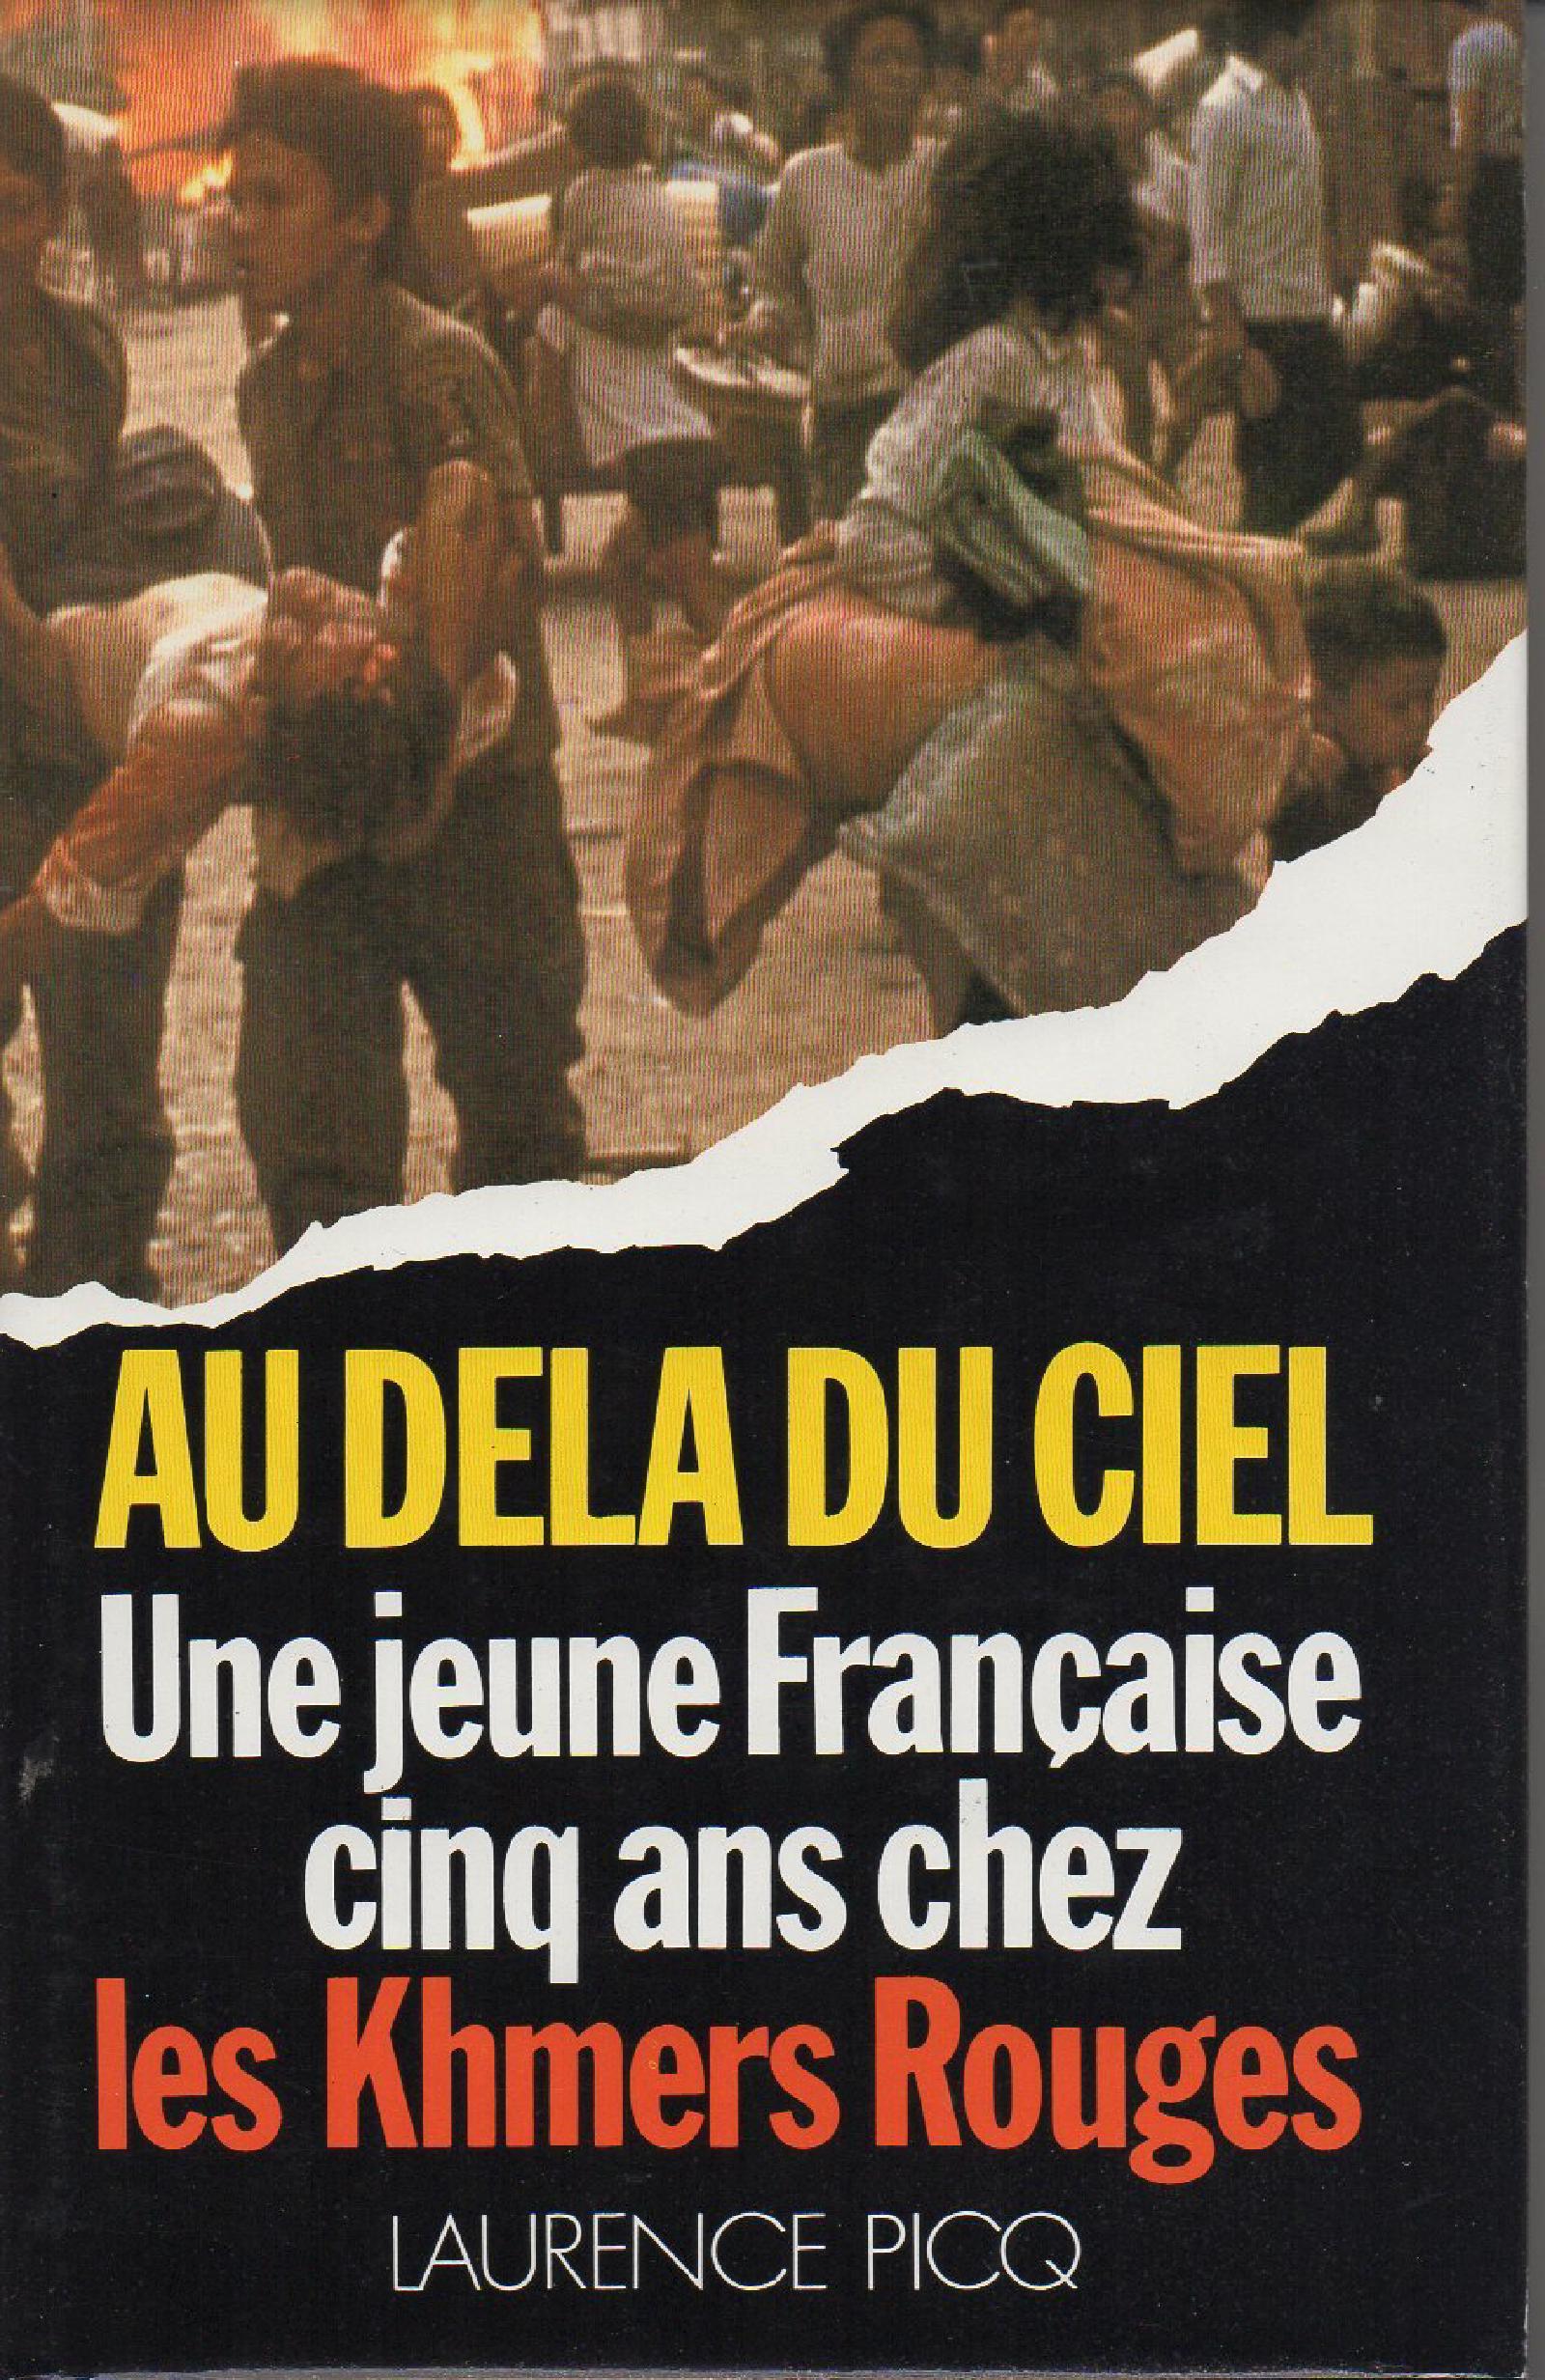 AU DELA DU CIEL
Une jeune Française
cinq ans chez
les Khmers Rouges
LAURENCE PICQ